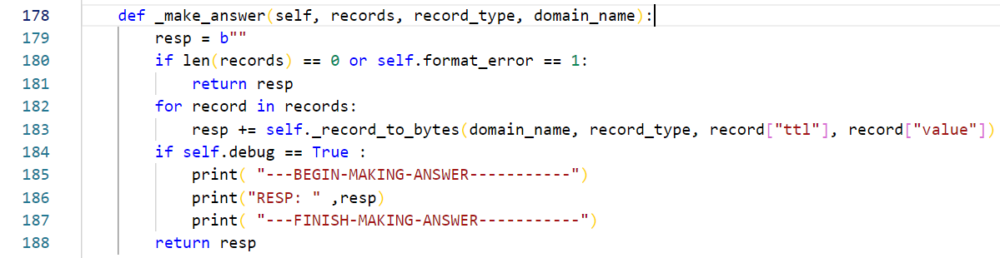 178 def _make_answer(self, records, record_type, domain_name):
179 resp = b""
180 if len(records) == 0 or self.format_error == 1:
181 return resp
182 for record in records:
183 resp += self._record_to_bytes(domain_name, record_type, record["ttl"], record["value"])
184 if self.debug == True :
185 print( "---BEGIN-MAKING-ANSWER-----------")
186 print("RESP: " ,resp)
187 print( "---FINISH-MAKING-ANSWER-----------")
188 return resp